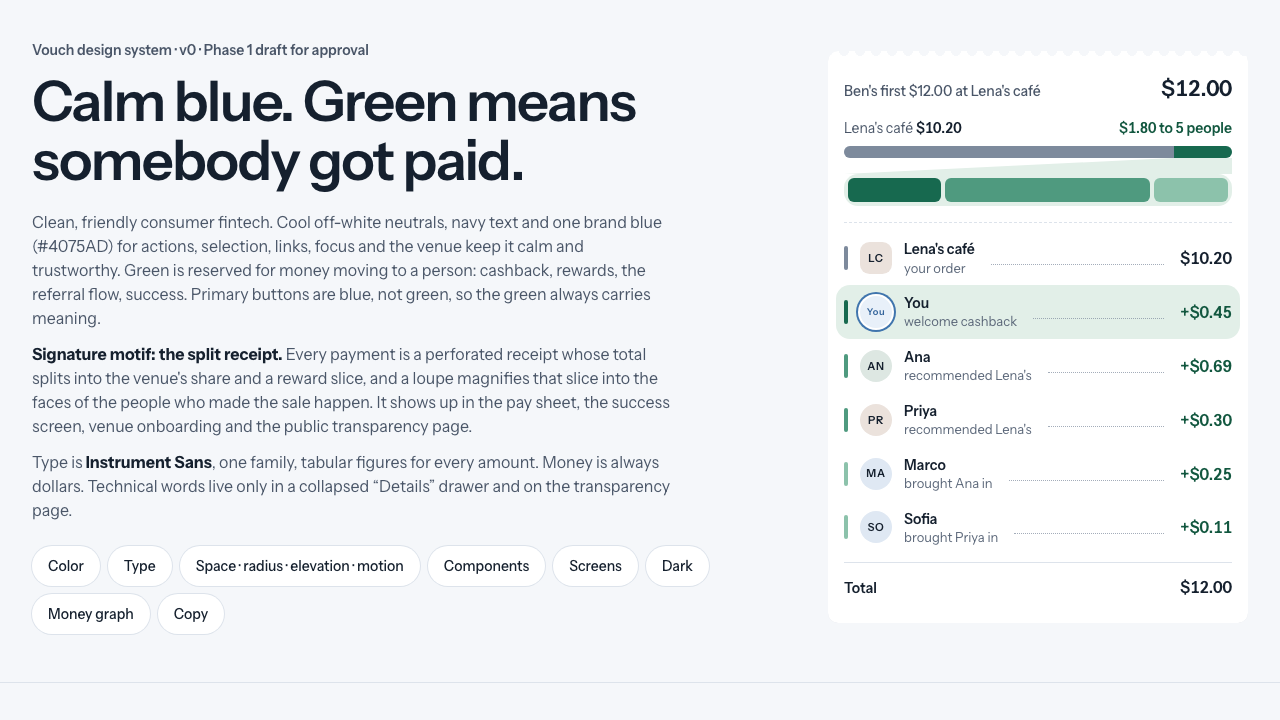 Vouch design system · v0 · Phase 1 draft for approval
Calm blue. Green means
somebody got paid.
Clean, friendly consumer fintech. Cool off-white neutrals, navy text and one brand blue
(#4075AD) for actions, selection, links, focus and the venue keep it calm and
trustworthy. Green is reserved for money moving to a person: cashback, rewards, the
referral flow, success. Primary buttons are blue, not green, so the green always carries
meaning.
Signature motif: the split receipt. Every payment is a perforated receipt whose total
splits into the venue's share and a reward slice, and a loupe magnifies that slice into the
faces of the people who made the sale happen. It shows up in the pay sheet, the success
screen, venue onboarding and the public transparency page.
Type is Instrument Sans, one family, tabular figures for every amount. Money is always
dollars. Technical words live only in a collapsed “Details” drawer and on the transparency
page.
Color
Type
Space · radius · elevation · motion
Components
Screens
Dark
Money graph
Copy
Ben's first $12.00 at Lena's café $12.00
Lena's café $10.20 $1.80 to 5 people
LC Lena's café
your order $10.20
You You
welcome cashback +$0.45
AN Ana
recommended Lena's +$0.69
PR Priya
recommended Lena's +$0.30
MA Marco
brought Ana in +$0.25
SO Sofia
brought Priya in +$0.11
Total $12.00